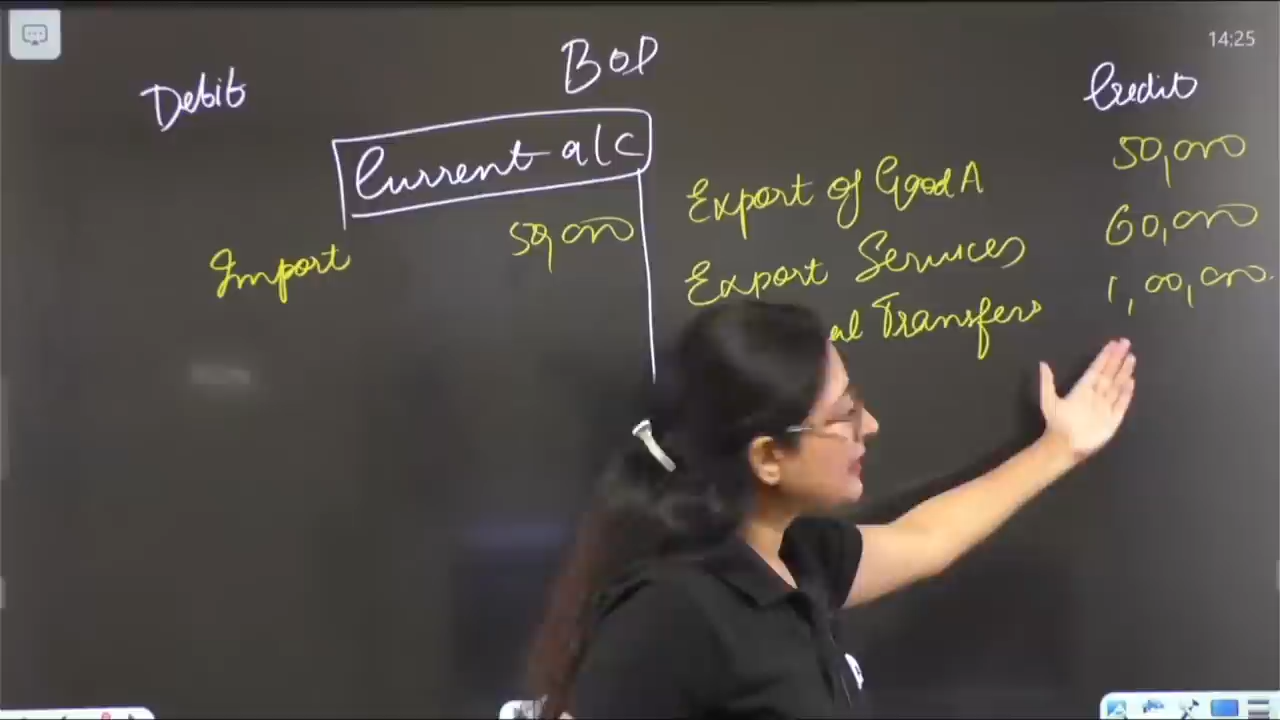 14:25
BOP
Debit
Credit
Current a/c
Export of Good A 50,000
Import 50,000
Export Services 60,000
Transfers 1,00,000